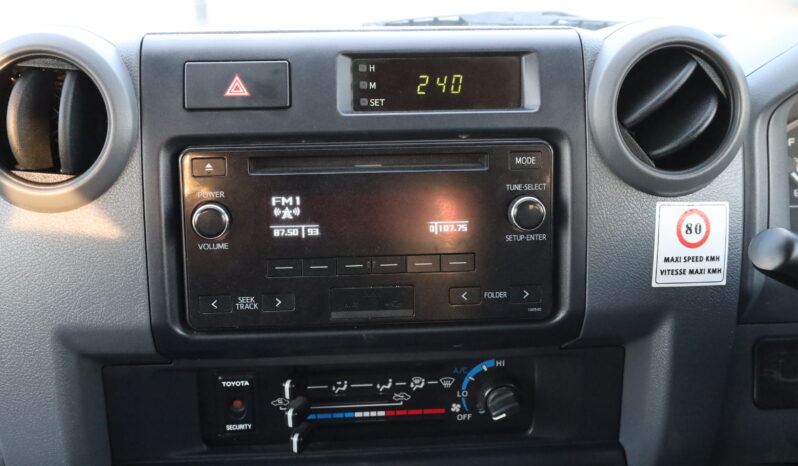 H
M
SET
240
MODE
POWER
VOLUME
FM1
87.50 93
0 107.75
TUNE·SELECT
SETUP·ENTER
< SEEK TRACK >
< FOLDER >
80
MAXI SPEED KMH
VITESSE MAXI KMH
TOYOTA
SECURITY
A/C
HI
LO
OFF
F